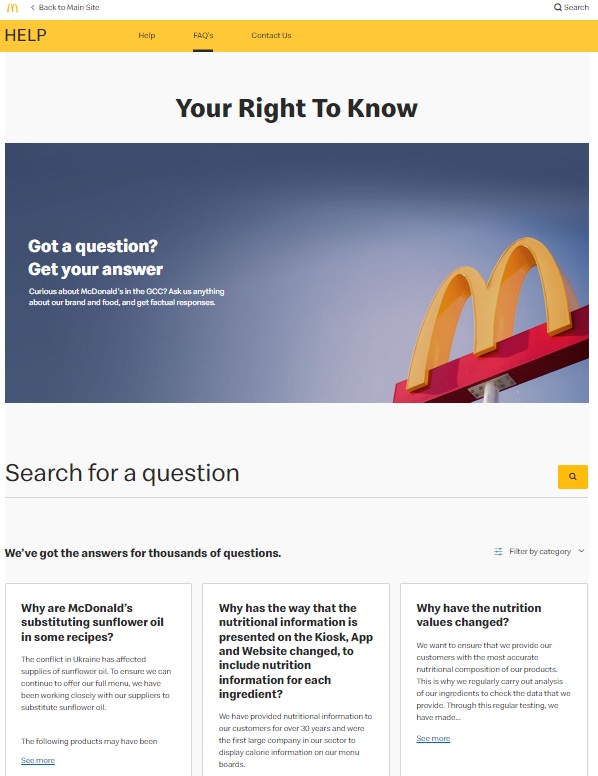 Back to Main Site
Search
HELP
Help
FAQ's
Contact Us
Your Right To Know
Got a question?
Get your answer
Curious about McDonald's in the GCC? Ask us anything
about our brand and food, and get factual responses.
Search for a question
We've got the answers for thousands of questions.
Filter by category
Why are McDonald's
substituting sunflower oil
in some recipes?
The conflict in Ukraine has affected
supplies of sunflower oil. To ensure we can
continue to offer our full menu, we have
been working closely with our suppliers to
substitute sunflower oil.
The following products may have been
See more
Why has the way that the
nutritional information is
presented on the Kiosk, App
and Website changed, to
include nutrition
information for each
ingredient?
We have provided nutritional information to
our customers for over 30 years and were
the first large company in our sector to
display calorie information on our menu
boards.
Why have the nutrition
values changed?
We want to ensure that we provide our
customers with the most accurate
nutritional composition of our products.
This is why we regularly carry out analysis
of our ingredients to check the data that we
provide. Through this regular testing, we
have made...
See more